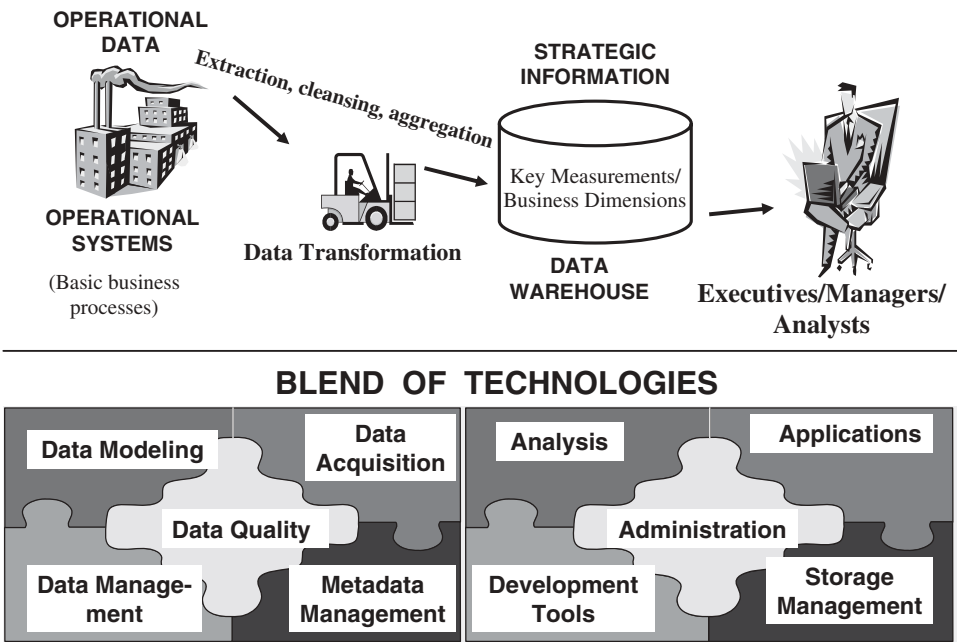 OPERATIONAL
DATA
Extraction, cleansing, aggregation
STRATEGIC
INFORMATION
Key Measurements/
Business Dimensions
OPERATIONAL
SYSTEMS
(Basic business
processes)
Data Transformation
DATA
WAREHOUSE
Executives/Managers/
Analysts
BLEND OF TECHNOLOGIES
Data Modeling
Data
Acquisition
Data Quality
Data Manage-
ment
Metadata
Management
Analysis
Applications
Administration
Development
Tools
Storage
Management